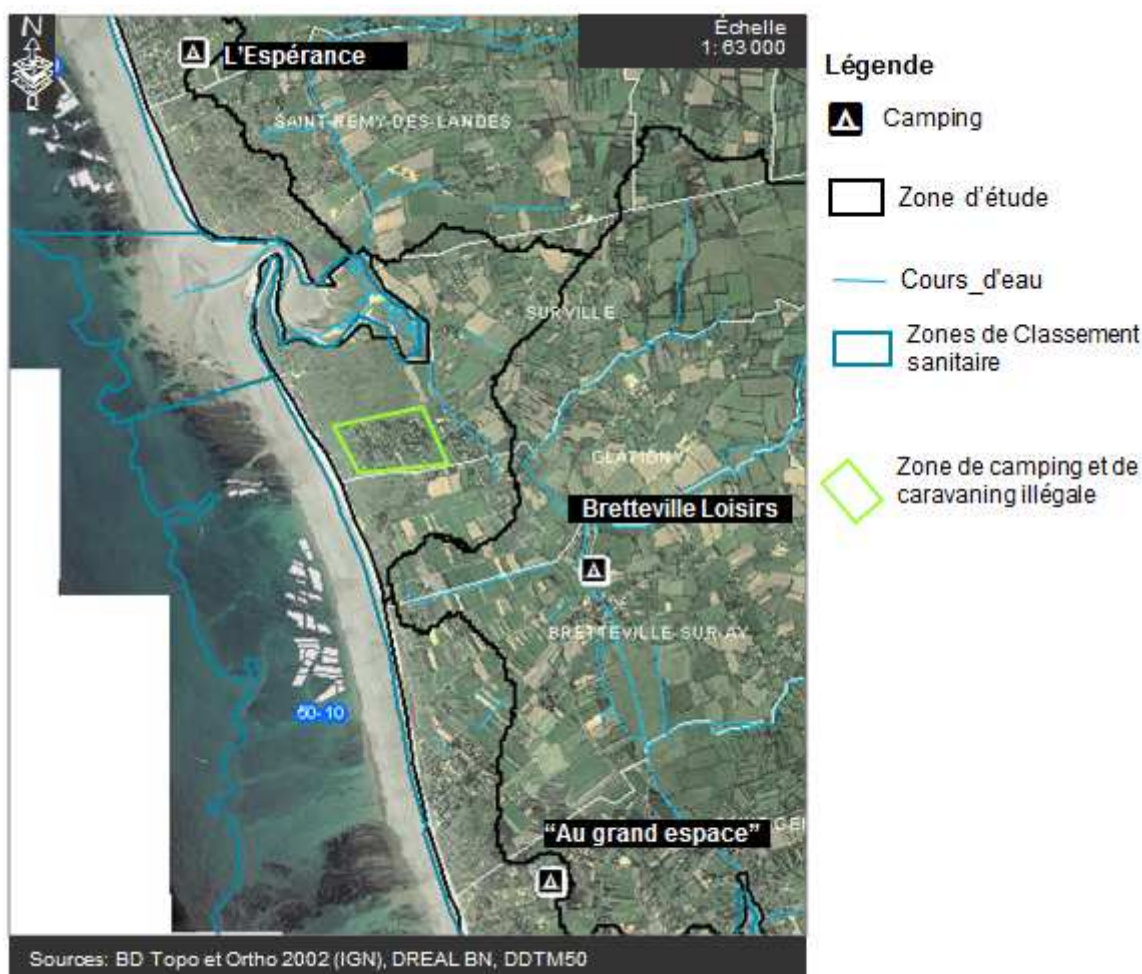 N
Échelle
1: 63 000
L'Espérance
SAINT-REMY-DES-LANDES
SURVILLE
GLATIGNY
Bretteville Loisirs
BRETTEVILLE-SUR-AY
50-10
"Au grand espace"
Sources: BD Topo et Ortho 2002 (IGN), DREAL BN, DDTM50
Légende
Camping
Zone d'étude
Cours_d'eau
Zones de Classement
sanitaire
Zone de camping et de
caravaning illégale